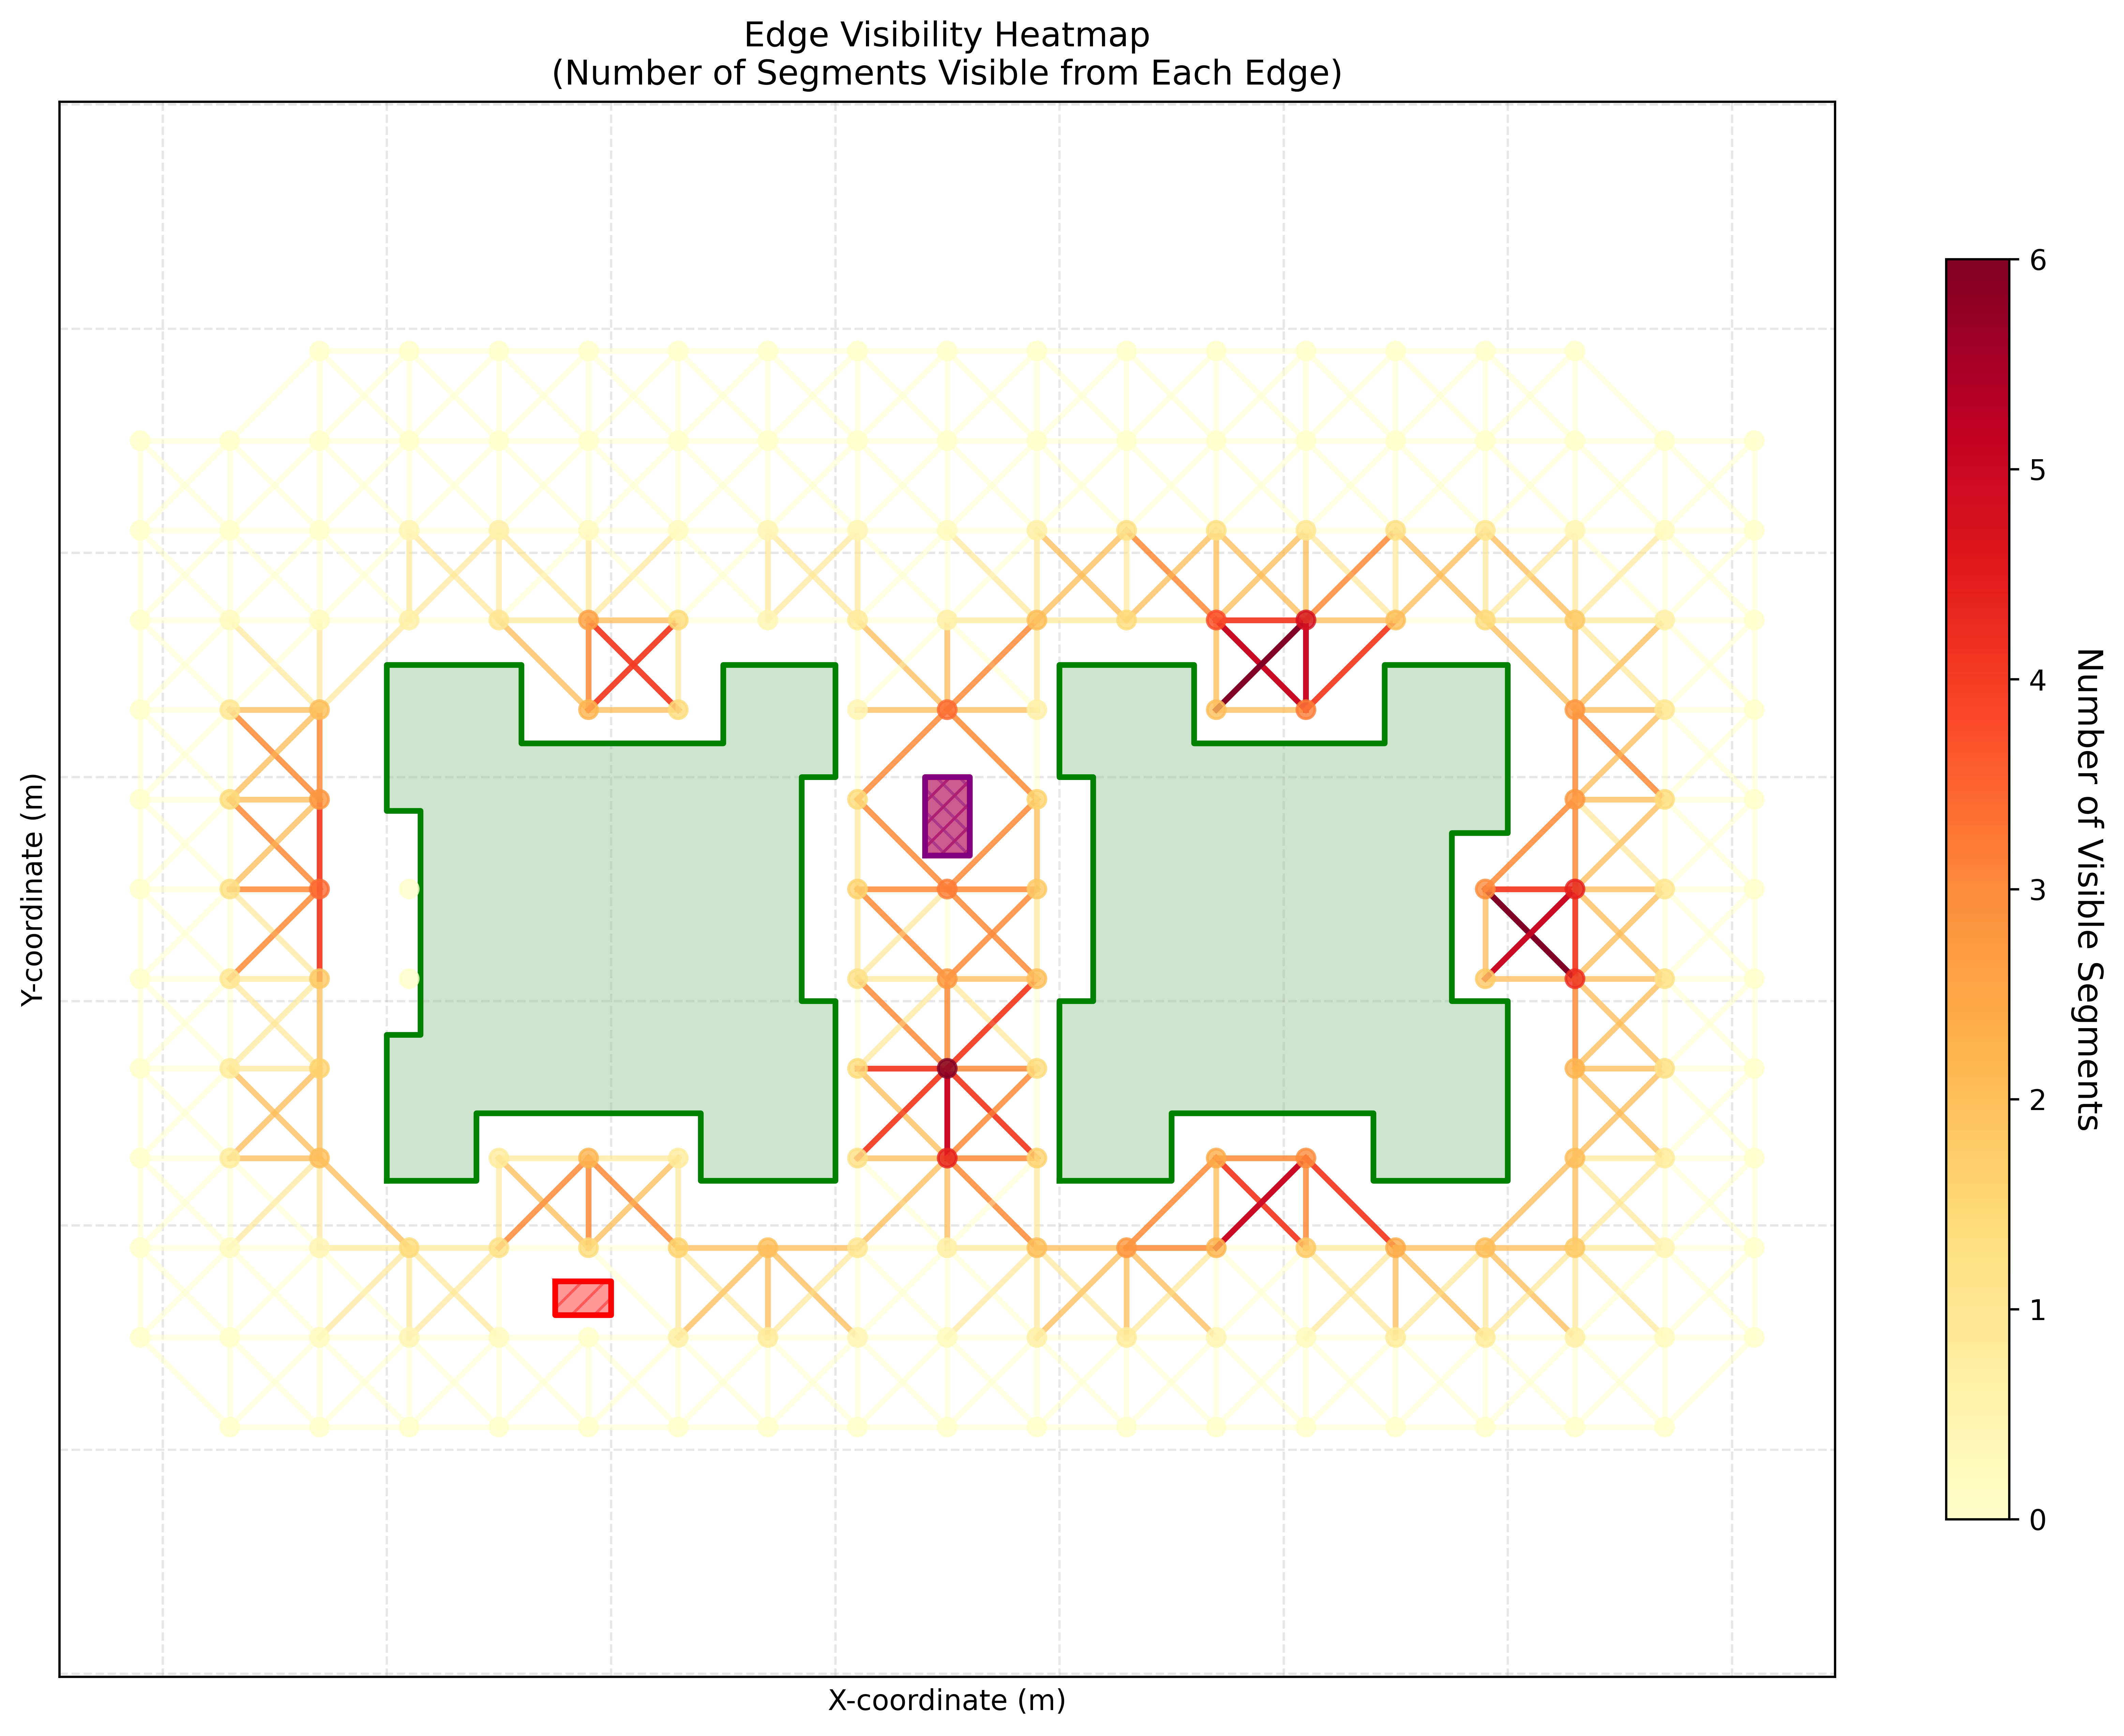 Edge Visibility Heatmap
(Number of Segments Visible from Each Edge)
Y-coordinate (m)
X-coordinate (m)
6
5
4
3
2
1
0
Number of Visible Segments